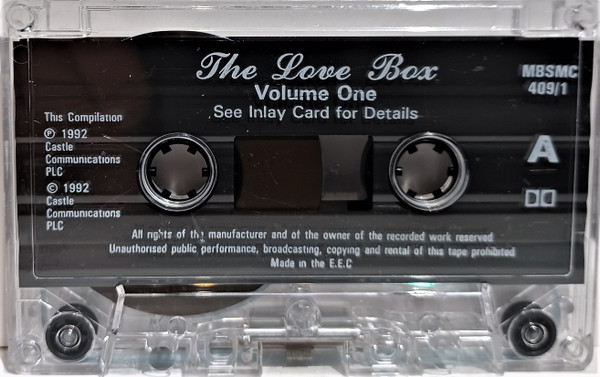 The Love Box
Volume One
See Inlay Card for Details
MBSMC
409/1
This Compilation
℗ 1992
Castle
Communications
PLC
© 1992
Castle
Communications
PLC
A
All rights of the manufacturer and of the owner of the recorded work reserved
Unauthorised public performance, broadcasting, copying and rental of this tape prohibited
Made in the E.E.C